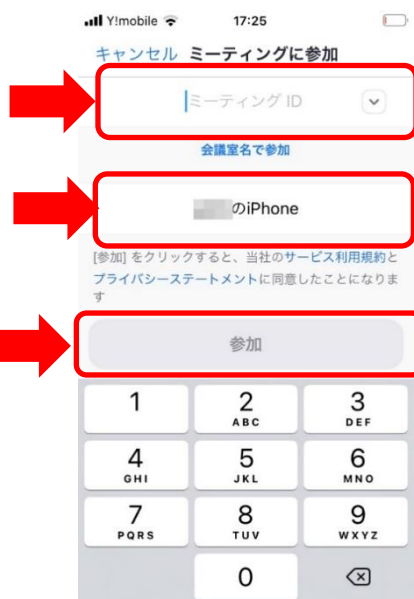 Y!mobile 17:25
キャンセル ミーティングに参加
ミーティング ID
会議室名で参加
のiPhone
[参加] をクリックすると、当社のサービス利用規約と
プライバシーステートメントに同意したことになりま
す
参加
1 2 3
ABC DEF
4 5 6
GHI JKL MNO
7 8 9
PQRS TUV WXYZ
0